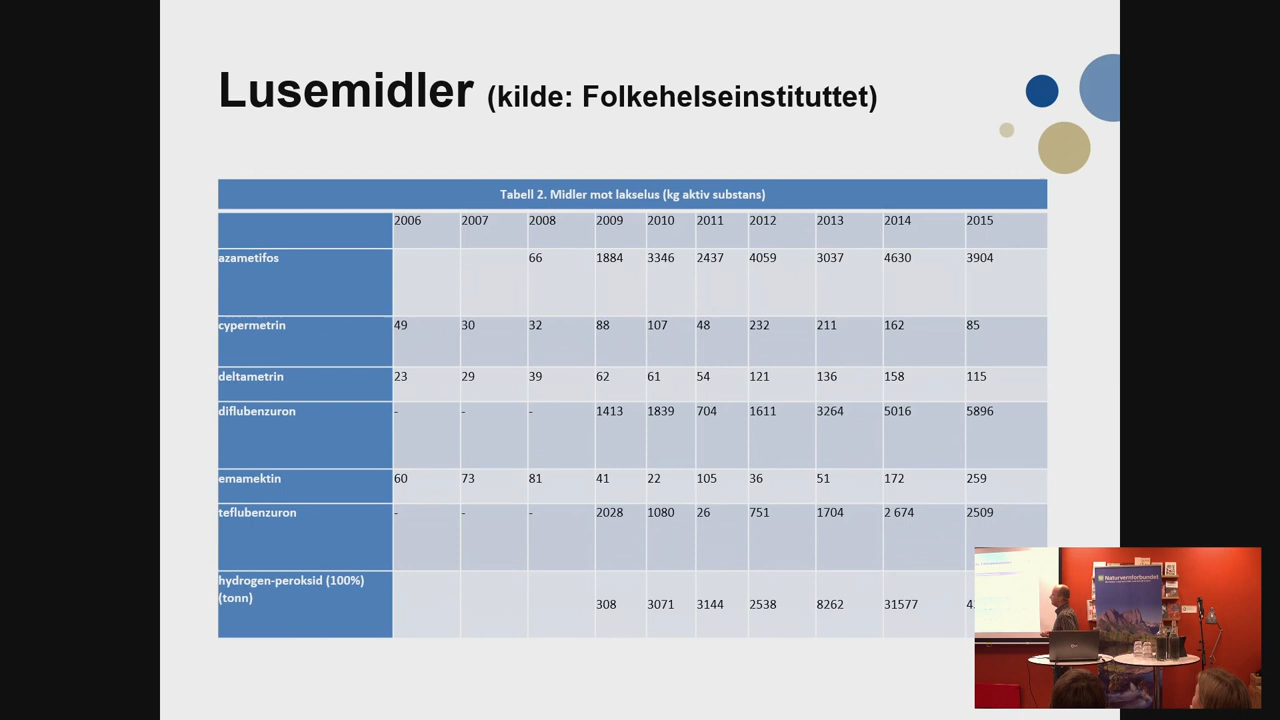 Lusemidler (kilde: Folkehelseinstituttet)
Tabell 2. Midler mot lakselus (kg aktiv substans)
2006 2007 2008 2009 2010 2011 2012 2013 2014 2015
azametifos 66 1884 3346 2437 4059 3037 4630 3904
cypermetrin 49 30 32 88 107 48 232 211 162 85
deltametrin 23 29 39 62 61 54 121 136 158 115
diflubenzuron - - - 1413 1839 704 1611 3264 5016 5896
emamektin 60 73 81 41 22 105 36 51 172 259
teflubenzuron - - - 2028 1080 26 751 1704 2 674 2509
hydrogen-peroksid (100%)
(tonn)
308 3071 3144 2538 8262 31577
Naturvernforbundet